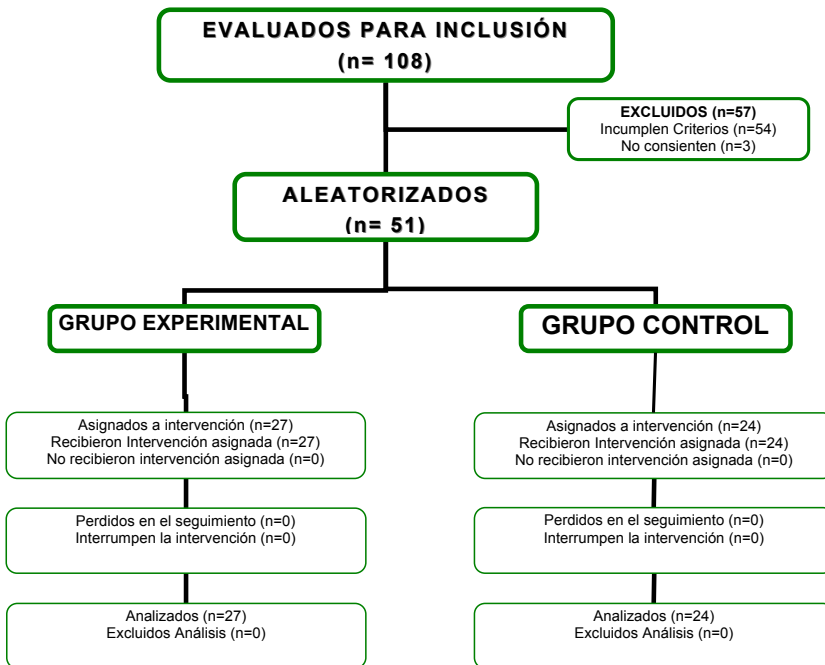 EVALUADOS PARA INCLUSIÓN
(n= 108)
EXCLUIDOS (n=57)
Incumplen Criterios (n=54)
No consienten (n=3)
ALEATORIZADOS
(n= 51)
GRUPO EXPERIMENTAL
GRUPO CONTROL
Asignados a intervención (n=27)
Recibieron Intervención asignada (n=27)
No recibieron intervención asignada (n=0)
Asignados a intervención (n=24)
Recibieron Intervención asignada (n=24)
No recibieron intervención asignada (n=0)
Perdidos en el seguimiento (n=0)
Interrumpen la intervención (n=0)
Perdidos en el seguimiento (n=0)
Interrumpen la intervención (n=0)
Analizados (n=27)
Excluidos Análisis (n=0)
Analizados (n=24)
Excluidos Análisis (n=0)